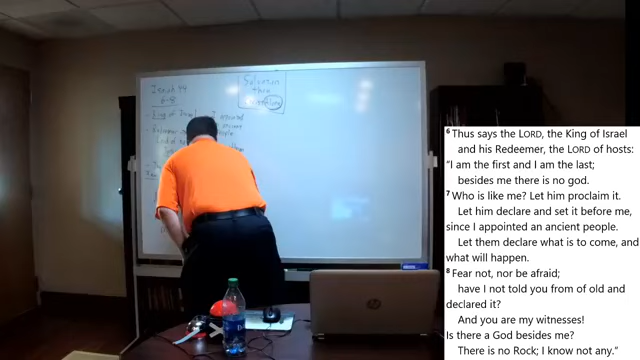 Isaiah 44
6-8
King of Israel
⁶ Thus says the LORD, the King of Israel
and his Redeemer, the LORD of hosts:
"I am the first and I am the last;
besides me there is no god.
⁷ Who is like me? Let him proclaim it.
Let him declare and set it before me,
since I appointed an ancient people.
Let them declare what is to come, and
what will happen.
⁸ Fear not, nor be afraid;
have I not told you from of old and
declared it?
And you are my witnesses!
Is there a God besides me?
There is no Rock; I know not any."
hp